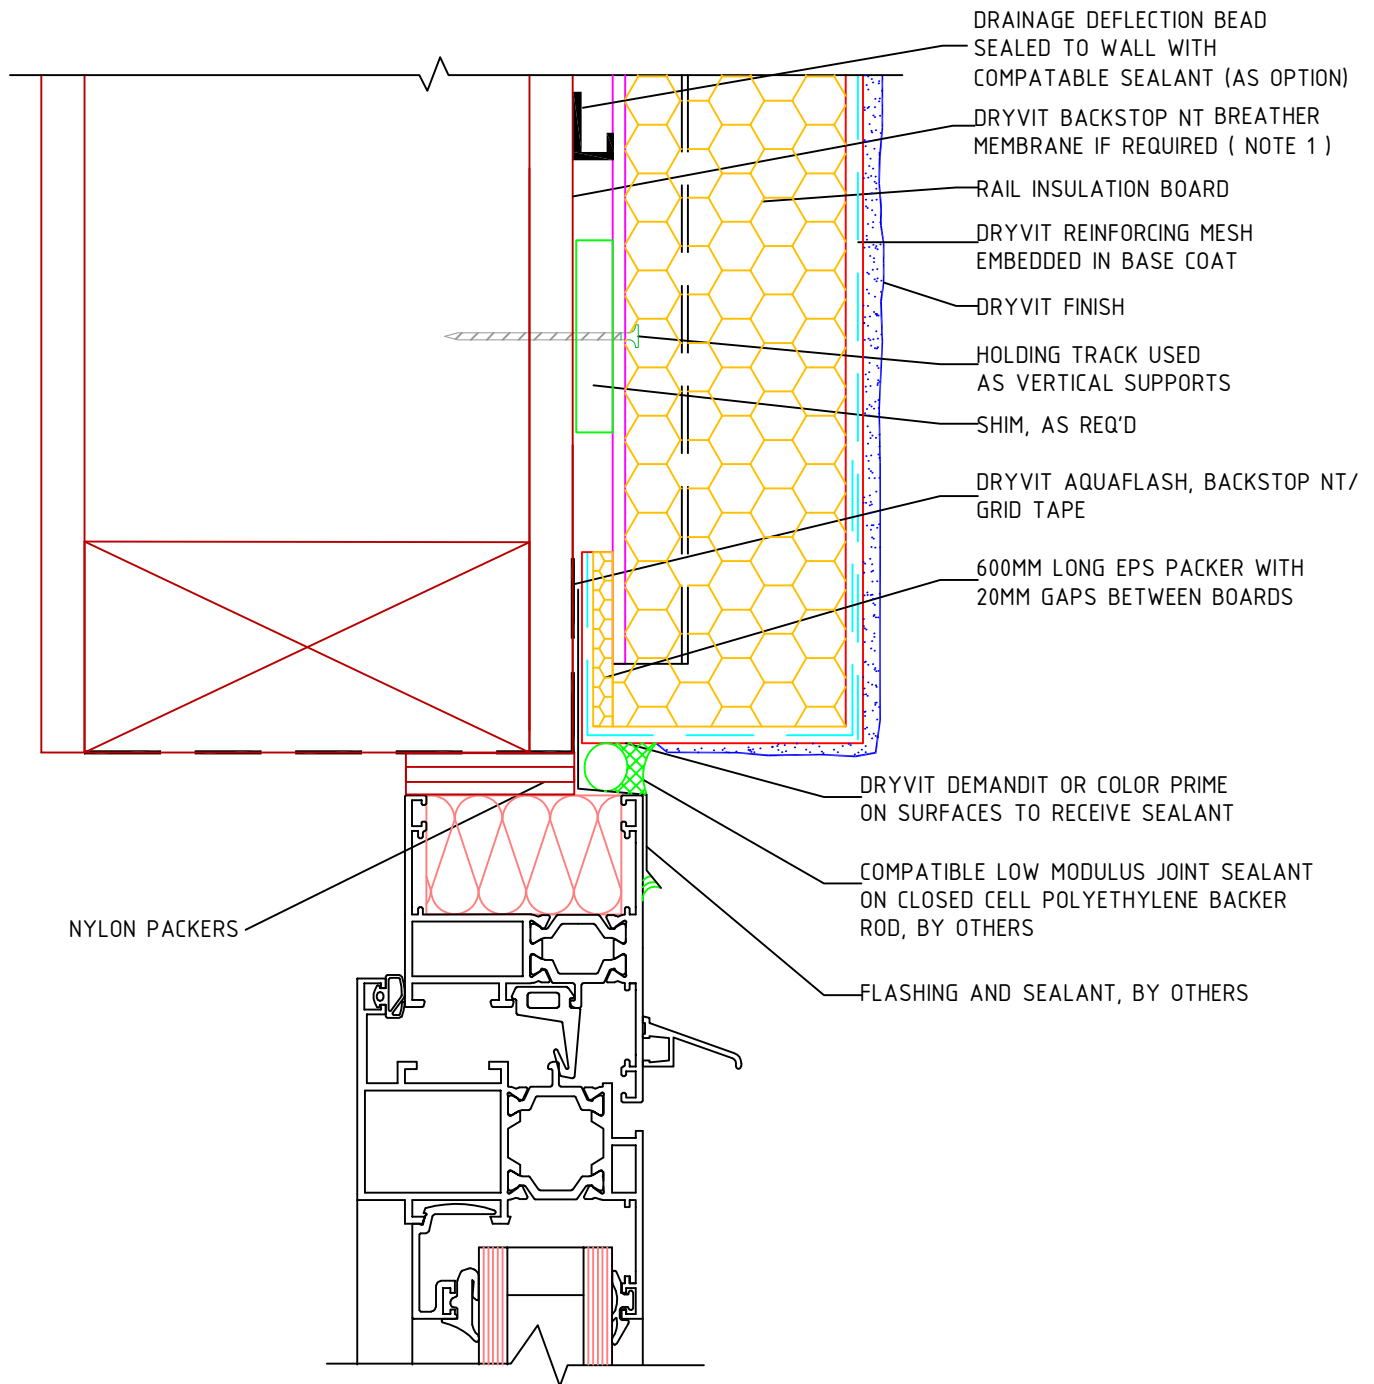 DRAINAGE DEFLECTION BEAD
SEALED TO WALL WITH
COMPATABLE SEALANT (AS OPTION)
DRYVIT BACKSTOP NT BREATHER
MEMBRANE IF REQUIRED ( NOTE 1 )
RAIL INSULATION BOARD
DRYVIT REINFORCING MESH
EMBEDDED IN BASE COAT
DRYVIT FINISH
HOLDING TRACK USED
AS VERTICAL SUPPORTS
SHIM, AS REQ'D
DRYVIT AQUAFLASH, BACKSTOP NT/
GRID TAPE
600MM LONG EPS PACKER WITH
20MM GAPS BETWEEN BOARDS
DRYVIT DEMANDIT OR COLOR PRIME
ON SURFACES TO RECEIVE SEALANT
COMPATIBLE LOW MODULUS JOINT SEALANT
ON CLOSED CELL POLYETHYLENE BACKER
ROD, BY OTHERS
NYLON PACKERS
FLASHING AND SEALANT, BY OTHERS